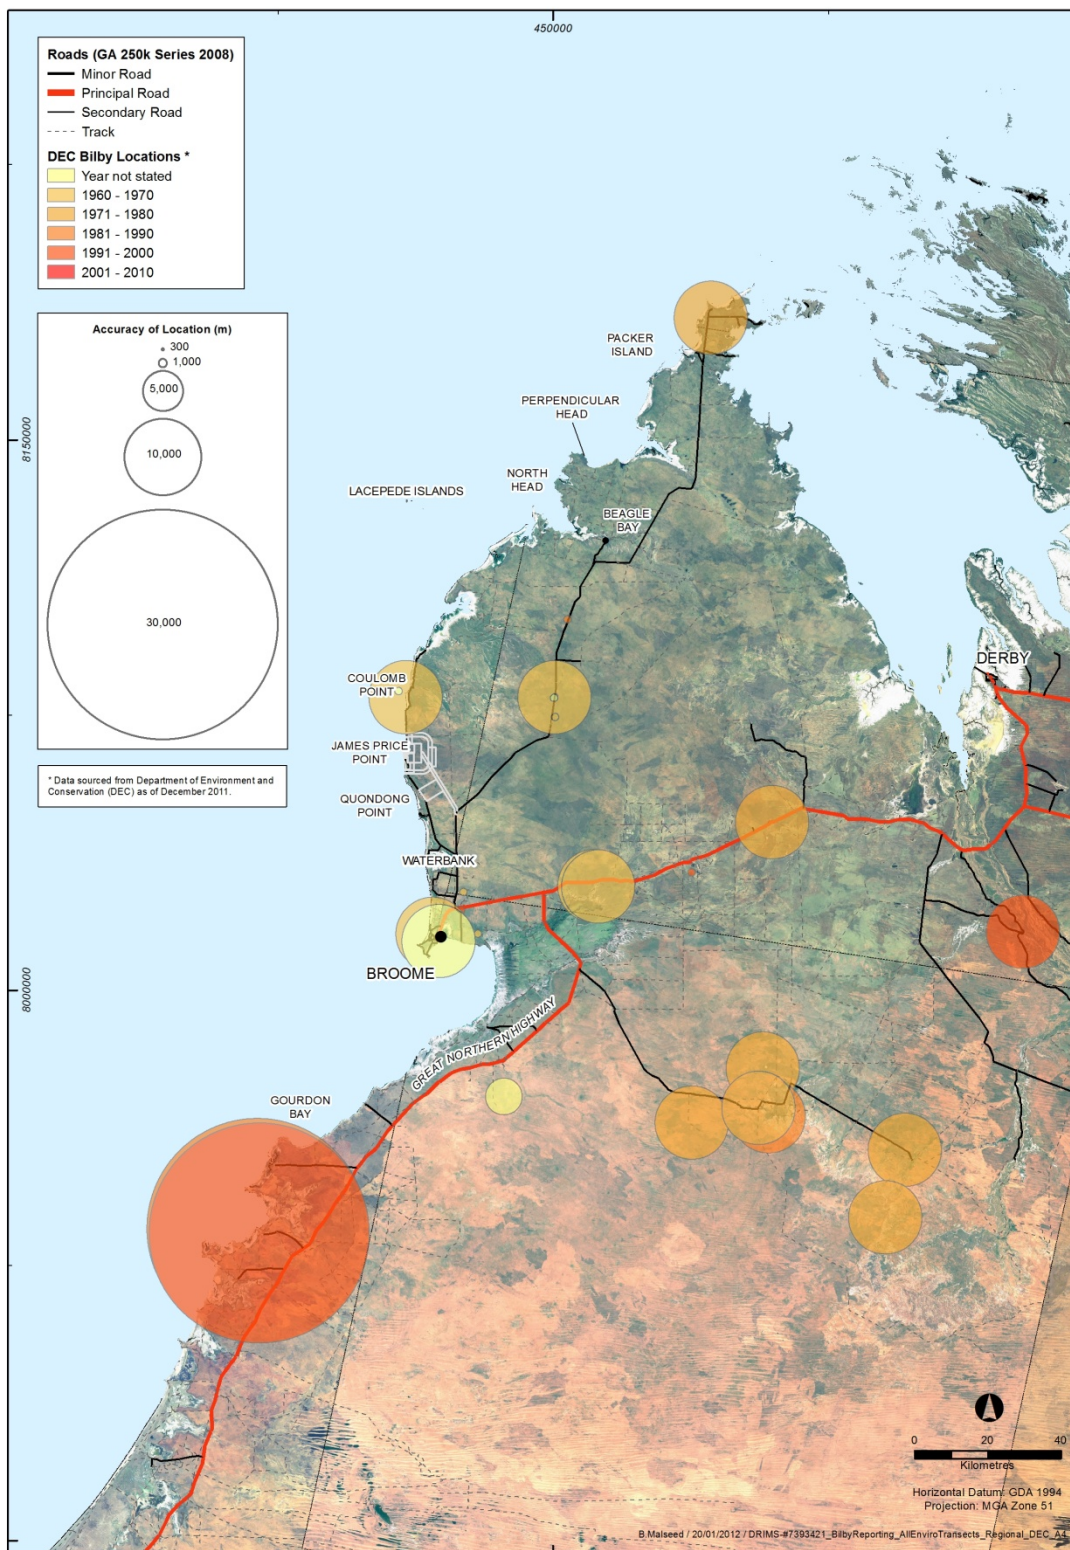 450000
Roads (GA 250k Series 2008)
Minor Road
Principal Road
Secondary Road
Track
DEC Bilby Locations *
Year not stated
1960 - 1970
1971 - 1980
1981 - 1990
1991 - 2000
2001 - 2010
Accuracy of Location (m)
300
1,000
5,000
10,000
30,000
* Data sourced from Department of Environment and
Conservation (DEC) as of December 2011.
8150000
8000000
PACKER
ISLAND
PERPENDICULAR
HEAD
NORTH
HEAD
LACEPEDE ISLANDS
BEAGLE
BAY
DERBY
COULOMB
POINT
JAMES PRICE
POINT
QUONDONG
POINT
WATERBANK
BROOME
GREAT NORTHERN HIGHWAY
GOURDON
BAY
0 20 40
Kilometres
Horizontal Datum: GDA 1994
Projection: MGA Zone 51
B.Malseed / 20/01/2012 / DRIMS-#7393421_BilbyReporting_AllEnviroTransects_Regional_DEC_A4